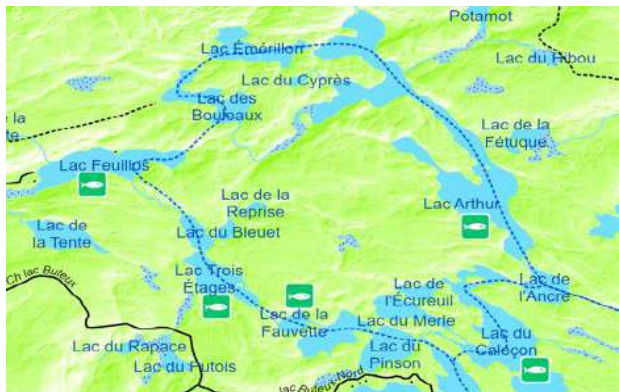 Potamot
Lac Émérillon
Lac du Hibou
Lac du Cyprès
Lac des
Bouleaux
Lac de la
Fétuque
la
Lac Feuillus
Lac de la
Reprise
Lac Arthur
Lac de
la Tente
Lac du Bleuet
Ch lac Buteux
Lac Trois
Étages
Lac de
l'Écureuil
Lac de
l'Ancre
Lac de la
Fauvette
Lac du Merle
Lac du
Pinson
Lac du
Caleçon
Lac du Rapace
Lac du Putois
lac Buteux-Nord